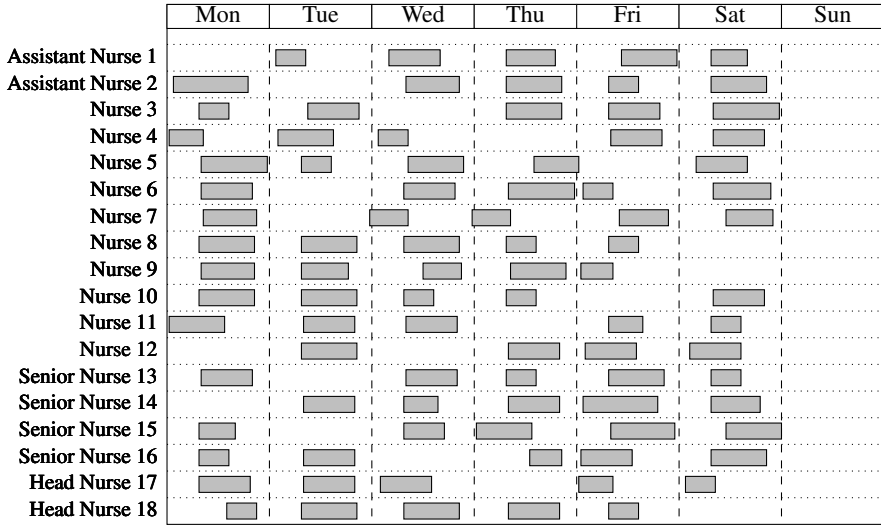 Mon Tue Wed Thu Fri Sat Sun
Assistant Nurse 1
Assistant Nurse 2
Nurse 3
Nurse 4
Nurse 5
Nurse 6
Nurse 7
Nurse 8
Nurse 9
Nurse 10
Nurse 11
Nurse 12
Senior Nurse 13
Senior Nurse 14
Senior Nurse 15
Senior Nurse 16
Head Nurse 17
Head Nurse 18